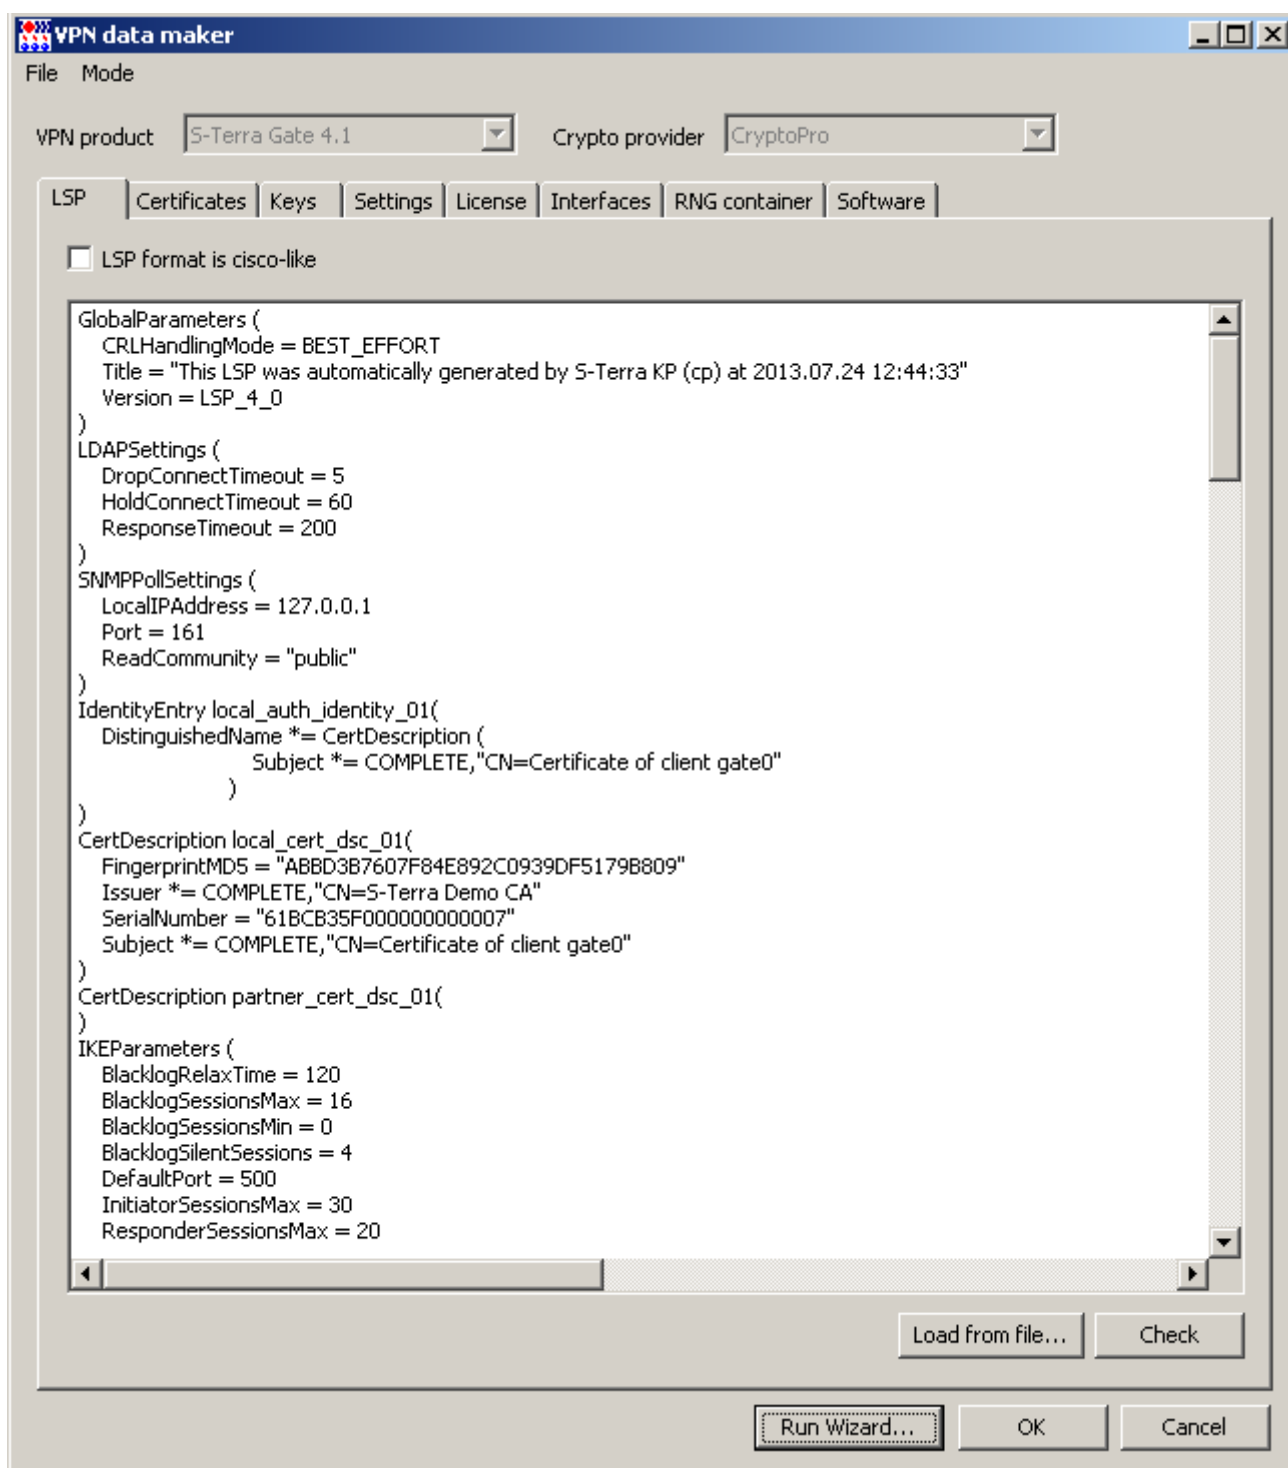 VPN data maker
File Mode
VPN product S-Terra Gate 4.1 Crypto provider CryptoPro
LSP Certificates Keys Settings License Interfaces RNG container Software
LSP format is cisco-like
GlobalParameters (
CRLHandlingMode = BEST_EFFORT
Title = "This LSP was automatically generated by S-Terra KP (cp) at 2013.07.24 12:44:33"
Version = LSP_4_0
)
LDAPSettings (
DropConnectTimeout = 5
HoldConnectTimeout = 60
ResponseTimeout = 200
)
SNMPPollSettings (
LocalIPAddress = 127.0.0.1
Port = 161
ReadCommunity = "public"
)
IdentityEntry local_auth_identity_01(
DistinguishedName *= CertDescription (
Subject *= COMPLETE,"CN=Certificate of client gate0"
)
)
CertDescription local_cert_dsc_01(
FingerprintMD5 = "ABBD3B7607F84E892C0939DF5179B809"
Issuer *= COMPLETE,"CN=S-Terra Demo CA"
SerialNumber = "61BCB35F000000000007"
Subject *= COMPLETE,"CN=Certificate of client gate0"
)
CertDescription partner_cert_dsc_01(
)
IKEParameters (
BlacklogRelaxTime = 120
BlacklogSessionsMax = 16
BlacklogSessionsMin = 0
BlacklogSilentSessions = 4
DefaultPort = 500
InitiatorSessionsMax = 30
ResponderSessionsMax = 20
Load from file... Check
Run Wizard... OK Cancel